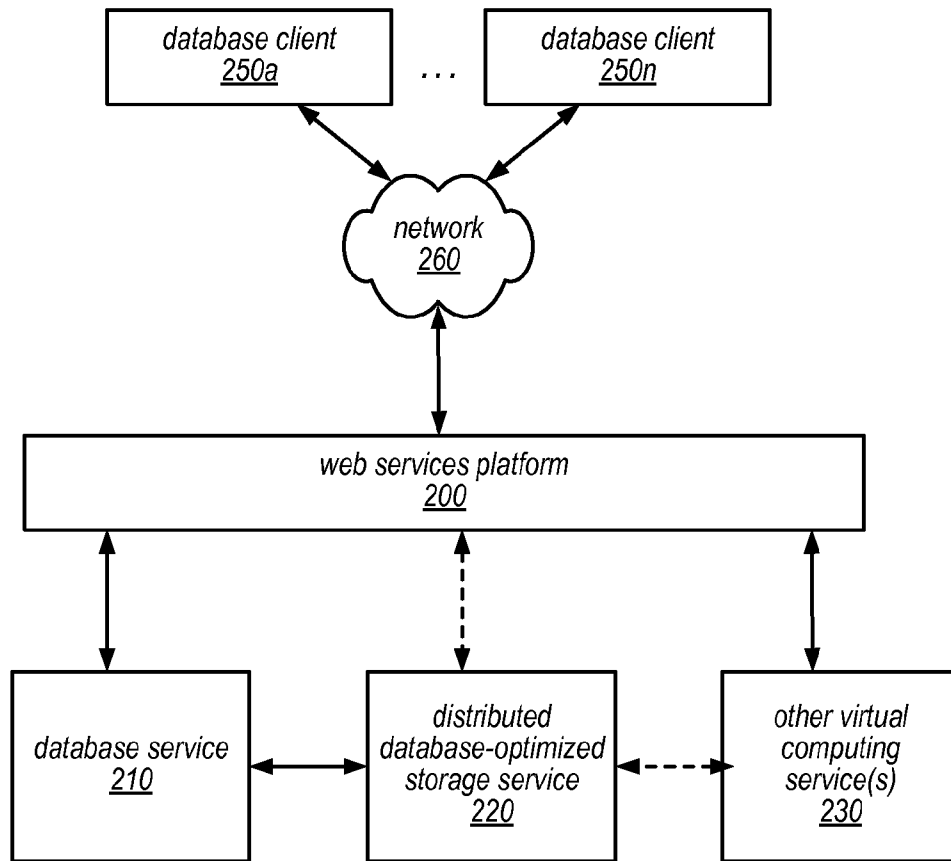 database client
250a
...
database client
250n
network
260
web services platform
200
database service
210
distributed
database-optimized
storage service
220
other virtual
computing
service(s)
230